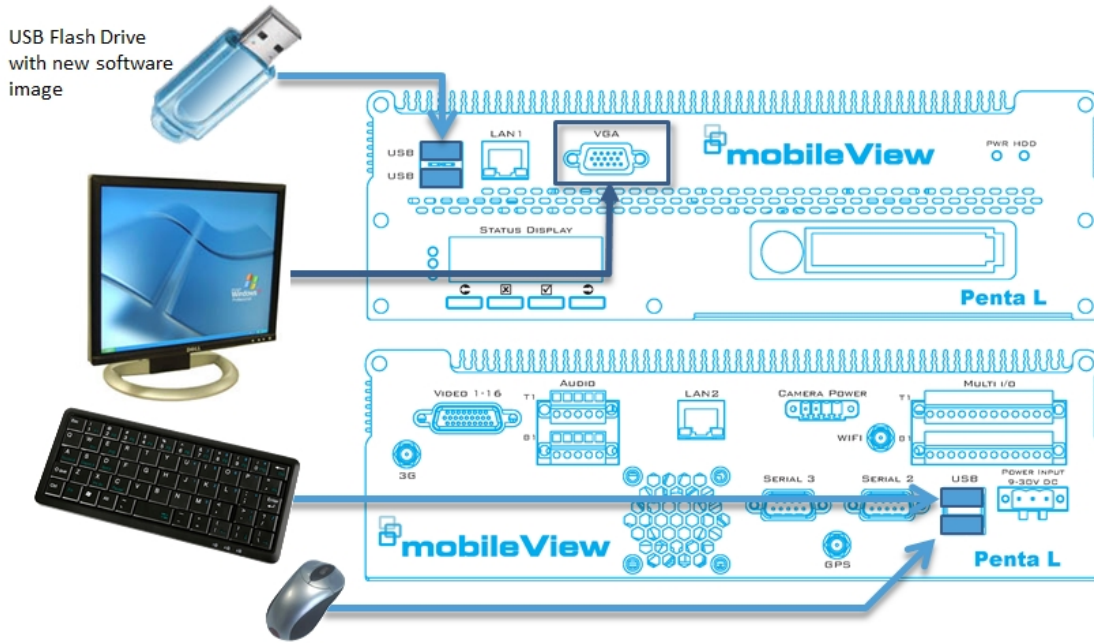 USB Flash Drive
with new software
image
LAN1
VGA
USB
USB
mobileView
PWR HDD
STATUS DISPLAY
Penta L
VIDEO 1-16
AUDIO
T1
B1
LAN2
CAMERA POWER
MULTI I/O
T1
WIFI
B1
3G
SERIAL 3
SERIAL 2
USB
POWER INPUT
9-30V DC
mobileView
GPS
Penta L